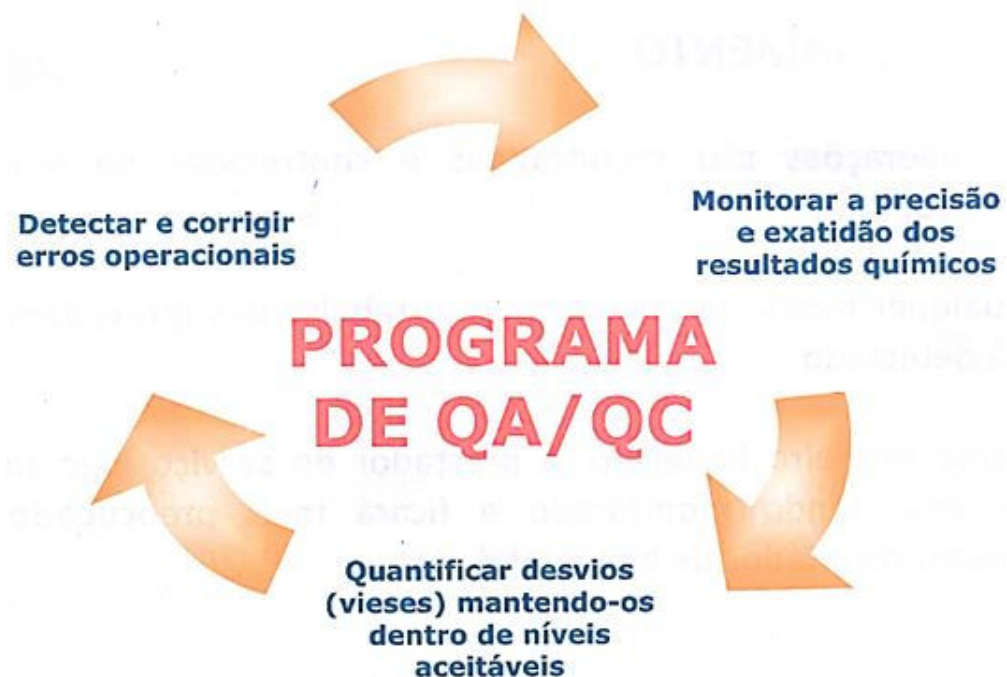 Detectar e corrigir
erros operacionais
Monitorar a precisão
e exatidão dos
resultados químicos
PROGRAMA
DE QA/QC
Quantificar desvios
(vieses) mantendo-os
dentro de níveis
aceitáveis